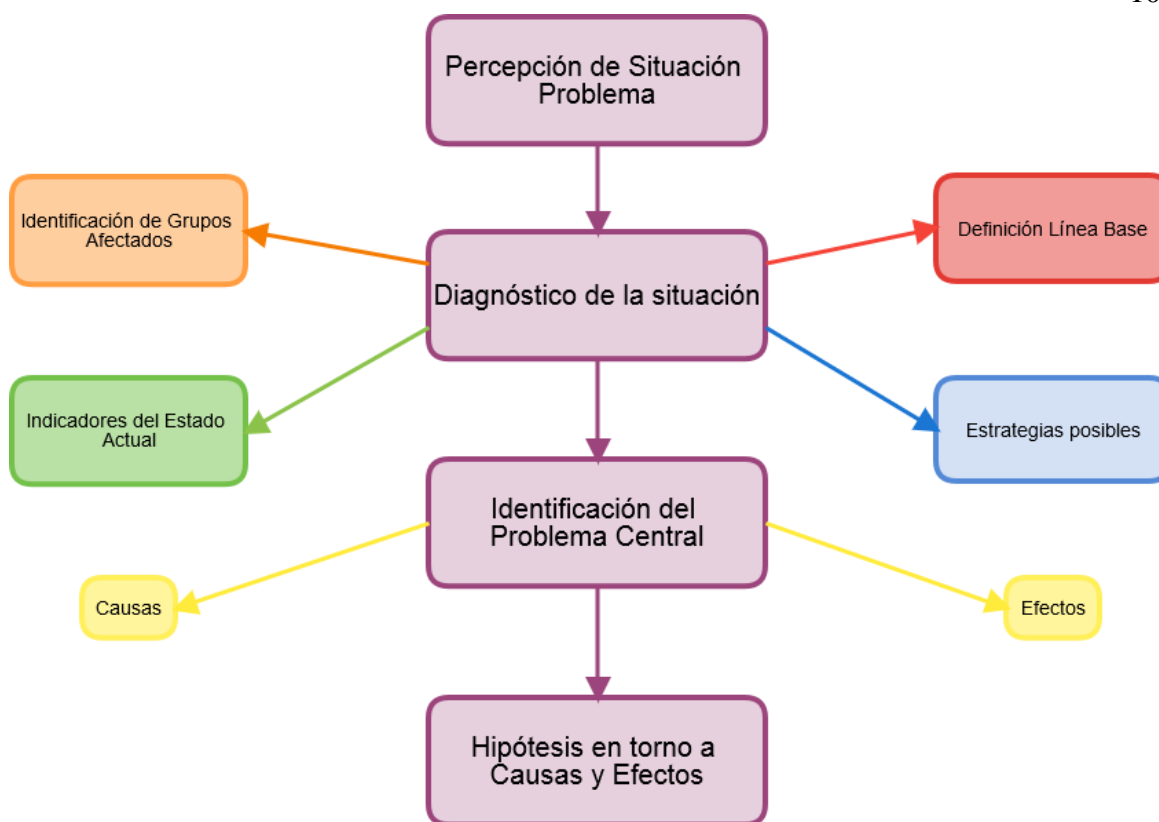 Percepción de Situación
Problema
Identificación de Grupos
Afectados
Definición Línea Base
Diagnóstico de la situación
Indicadores del Estado
Actual
Estrategias posibles
Identificación del
Problema Central
Causas
Efectos
Hipótesis en torno a
Causas y Efectos